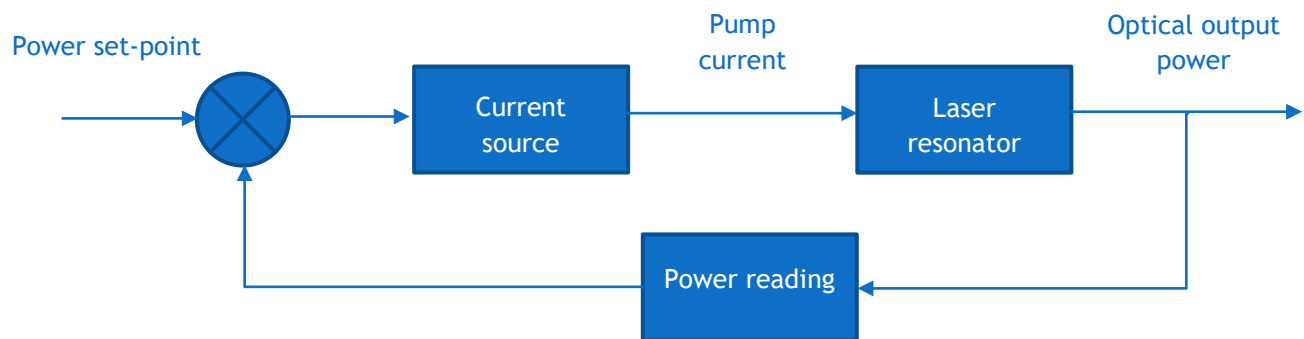 Power set-point
Pump
current
Optical output
power
Current
source
Laser
resonator
Power reading